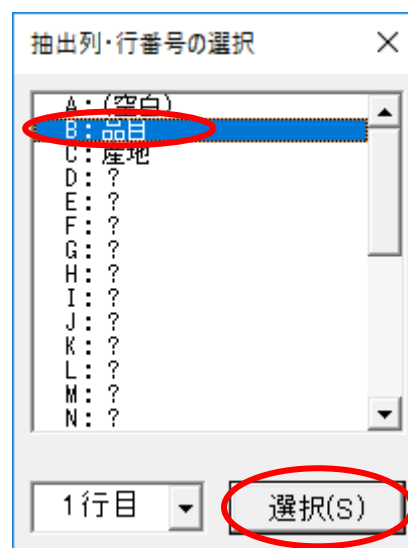 抽出列・行番号の選択
A:(空白)
B:品目
C:産地
D:?
E:?
F:?
G:?
H:?
I:?
J:?
K:?
L:?
M:?
N:?
1行目
選択(S)